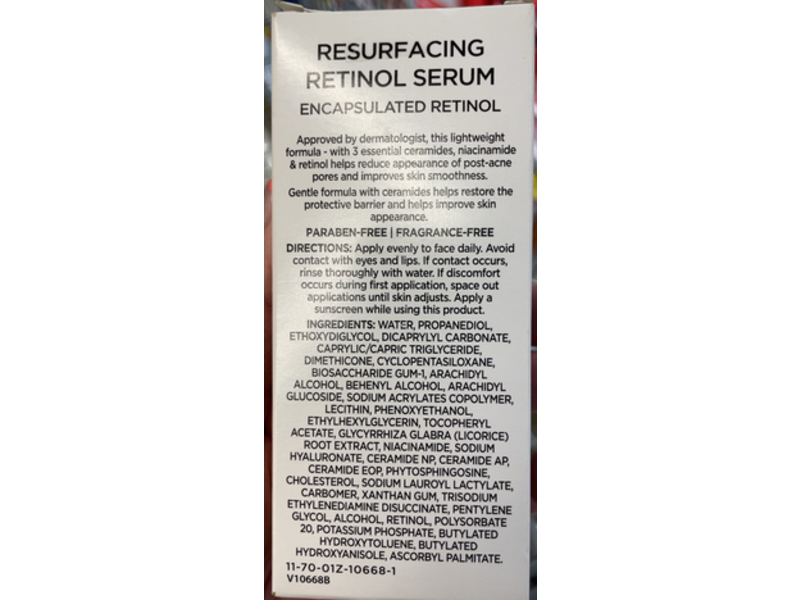 RESURFACING
RETINOL SERUM
ENCAPSULATED RETINOL
Approved by dermatologist, this lightweight
formula - with 3 essential ceramides, niacinamide
& retinol helps reduce appearance of post-acne
pores and improves skin smoothness.
Gentle formula with ceramides helps restore the
protective barrier and helps improve skin
appearance.
PARABEN-FREE | FRAGRANCE-FREE
DIRECTIONS: Apply evenly to face daily. Avoid
contact with eyes and lips. If contact occurs,
rinse thoroughly with water. If discomfort
occurs during first application, space out
applications until skin adjusts. Apply a
sunscreen while using this product.
INGREDIENTS: WATER, PROPANEDIOL,
ETHOXYDIGLYCOL, DICAPRYLYL CARBONATE,
CAPRYLIC/CAPRIC TRIGLYCERIDE,
DIMETHICONE, CYCLOPENTASILOXANE,
BIOSACCHARIDE GUM-1, ARACHIDYL
ALCOHOL, BEHENYL ALCOHOL, ARACHIDYL
GLUCOSIDE, SODIUM ACRYLATES COPOLYMER,
LECITHIN, PHENOXYETHANOL,
ETHYLHEXYLGLYCERIN, TOCOPHERYL
ACETATE, GLYCYRRHIZA GLABRA (LICORICE)
ROOT EXTRACT, NIACINAMIDE, SODIUM
HYALURONATE, CERAMIDE NP, CERAMIDE AP,
CERAMIDE EOP, PHYTOSPHINGOSINE,
CHOLESTEROL, SODIUM LAUROYL LACTYLATE,
CARBOMER, XANTHAN GUM, TRISODIUM
ETHYLENEDIAMINE DISUCCINATE, PENTYLENE
GLYCOL, ALCOHOL, RETINOL, POLYSORBATE
20, POTASSIUM PHOSPHATE, BUTYLATED
HYDROXYTOLUENE, BUTYLATED
HYDROXYANISOLE, ASCORBYL PALMITATE.
11-70-01Z-10668-1
V10668B